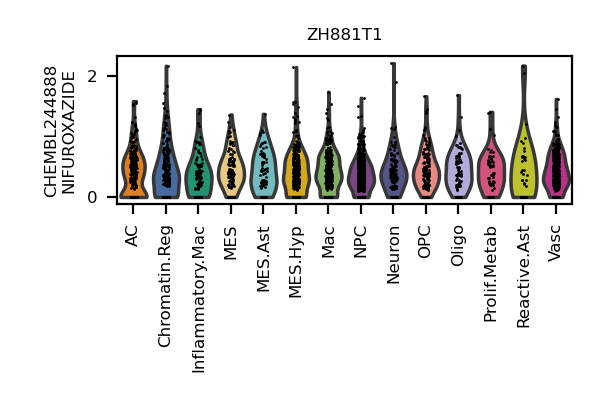 ZH881T1
CHEMBL244888
NIFUROXAZIDE
2
0
AC
Chromatin.Reg
Inflammatory.Mac
MES
MES.Ast
MES.Hyp
Mac
NPC
Neuron
OPC
Oligo
Prolif.Metab
Reactive.Ast
Vasc